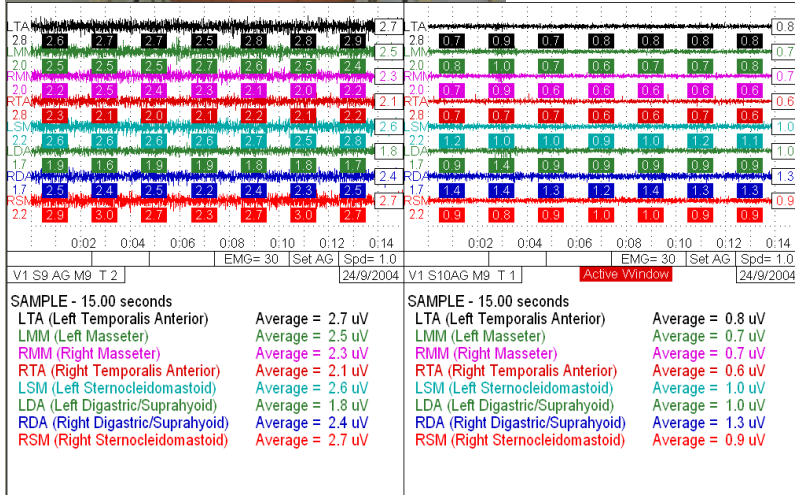 LTA 2.7
2.8 2.6 2.7 2.7 2.5 2.8 2.9
LMM 2.5
2.0 2.5 2.5 2.7 2.5 2.5 2.4
RMM 2.3
2.0 2.5 2.4 2.3 2.1 2.0 2.2
RTA 2.1
2.8 2.3 2.1 2.0 2.2 2.1 2.2
LSM 2.6
2.2 2.6 2.6 2.6 2.7 2.5 2.8
LDA 1.8
1.7 1.9 1.6 1.9 1.8 1.8 1.7
RDA 2.4
1.7 2.5 2.4 2.2 2.4 2.3 2.5
RSM 2.7
2.2 2.9 3.0 2.7 2.3 3.0 2.7
0:02 0:04 0:06 0:08 0:10 0:12 0:14
EMG= 30 Set AG Spd= 1.0
V1 S9 AG M9 T 2 24/9/2004
SAMPLE - 15.00 seconds
LTA (Left Temporalis Anterior) Average = 2.7 uV
LMM (Left Masseter) Average = 2.5 uV
RMM (Right Masseter) Average = 2.3 uV
RTA (Right Temporalis Anterior) Average = 2.1 uV
LSM (Left Sternocleidomastoid) Average = 2.6 uV
LDA (Left Digastric/Suprahyoid) Average = 1.8 uV
RDA (Right Digastric/Suprahyoid) Average = 2.4 uV
RSM (Right Sternocleidomastoid) Average = 2.7 uV
LTA 0.8
2.8 0.7 0.9 0.7 0.8 0.8 0.8 0.8
LMM 0.7
2.0 0.8 1.0 0.7 0.6 0.7 0.7 0.8
RMM 0.7
2.0 0.7 0.9 0.6 0.6 0.6 0.6 0.6
RTA 0.6
2.8 0.7 0.7 0.6 0.6 0.7 0.6 0.6
LSM 1.0
2.2 1.2 1.2 1.0 1.0 1.0 0.9 1.1
LDA 1.0
1.7 0.9 1.4 0.9 0.9 0.9 0.9 0.9
RDA 1.3
1.7 1.4 1.4 1.3 1.2 1.4 1.3 1.3
RSM 0.9
2.2 0.9 0.8 0.9 1.0 1.0 0.9 0.9
0:02 0:04 0:06 0:08 0:10 0:12 0:14
EMG= 30 Set AG Spd= 1.0
V1 S10AG M9 T 1 Active Window 24/9/2004
SAMPLE - 15.00 seconds
LTA (Left Temporalis Anterior) Average = 0.8 uV
LMM (Left Masseter) Average = 0.7 uV
RMM (Right Masseter) Average = 0.7 uV
RTA (Right Temporalis Anterior) Average = 0.6 uV
LSM (Left Sternocleidomastoid) Average = 1.0 uV
LDA (Left Digastric/Suprahyoid) Average = 1.0 uV
RDA (Right Digastric/Suprahyoid) Average = 1.3 uV
RSM (Right Sternocleidomastoid) Average = 0.9 uV